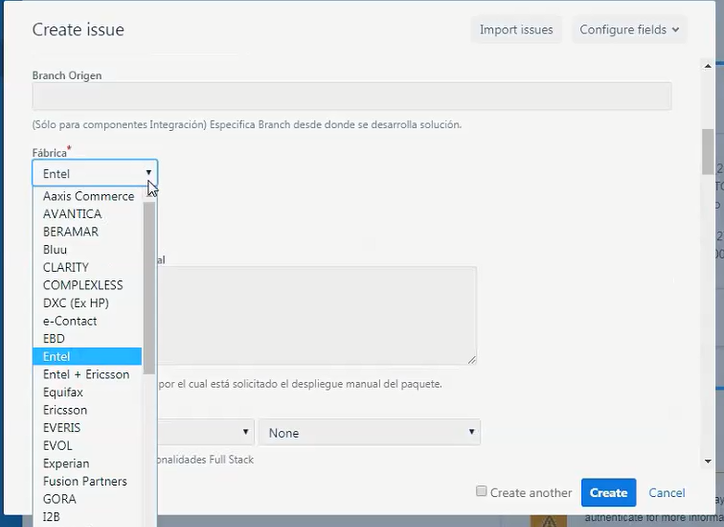 Create issue
Import issues
Configure fields
Branch Origen
(Sólo para componentes Integración) Especifica Branch desde donde se desarrolla solución.
Fábrica*
Entel
Aaxis Commerce
AVANTICA
BERAMAR
Bluu
CLARITY
COMPLEXLESS
DXC (Ex HP)
e-Contact
EBD
Entel
Entel + Ericsson
Equifax
Ericsson
EVERIS
EVOL
Experian
Fusion Partners
GORA
I2B
al
por el cual está solicitado el despliegue manual del paquete.
None
onalidades Full Stack
Create another
Create
Cancel
authenticate for more informa